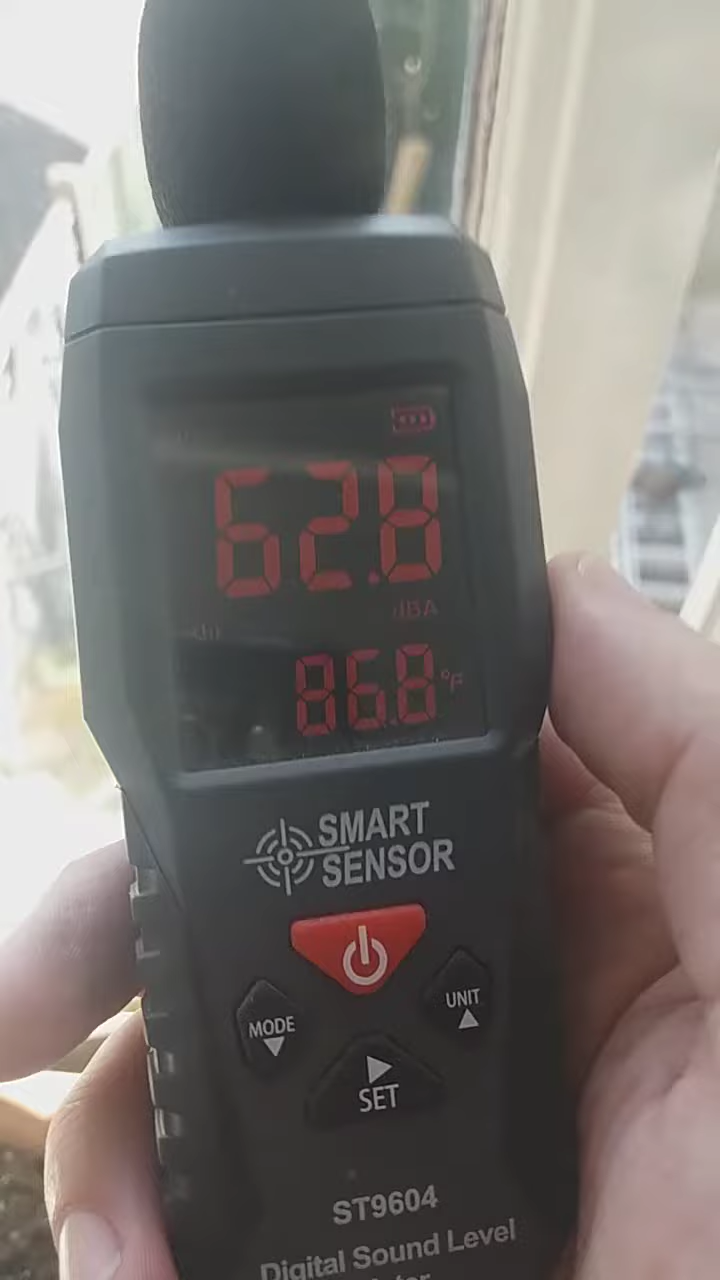 62.8
dBA
86.8 °F
SMART
SENSOR
MODE
UNIT
SET
ST9604
Digital Sound Level